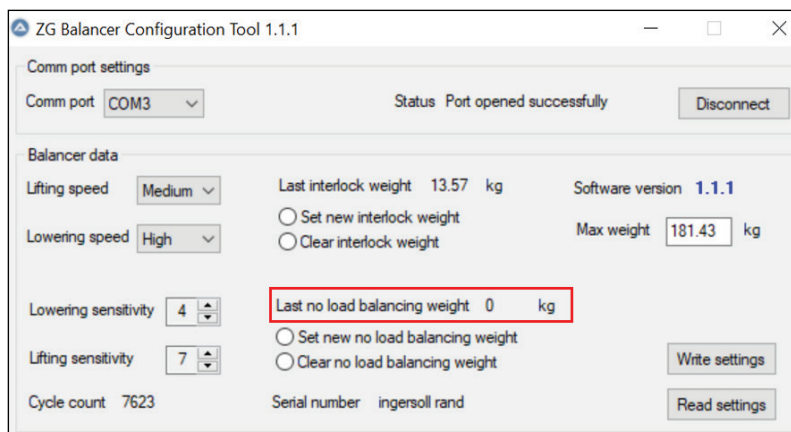 ZG Balancer Configuration Tool 1.1.1
Comm port settings
Comm port COM3 Status Port opened successfully Disconnect
Balancer data
Lifting speed Medium Last interlock weight 13.57 kg Software version 1.1.1
Set new interlock weight
Lowering speed High Clear interlock weight Max weight 181.43 kg
Lowering sensitivity 4 Last no load balancing weight 0 kg
Set new no load balancing weight
Lifting sensitivity 7 Clear no load balancing weight Write settings
Cycle count 7623 Serial number ingersoll rand Read settings